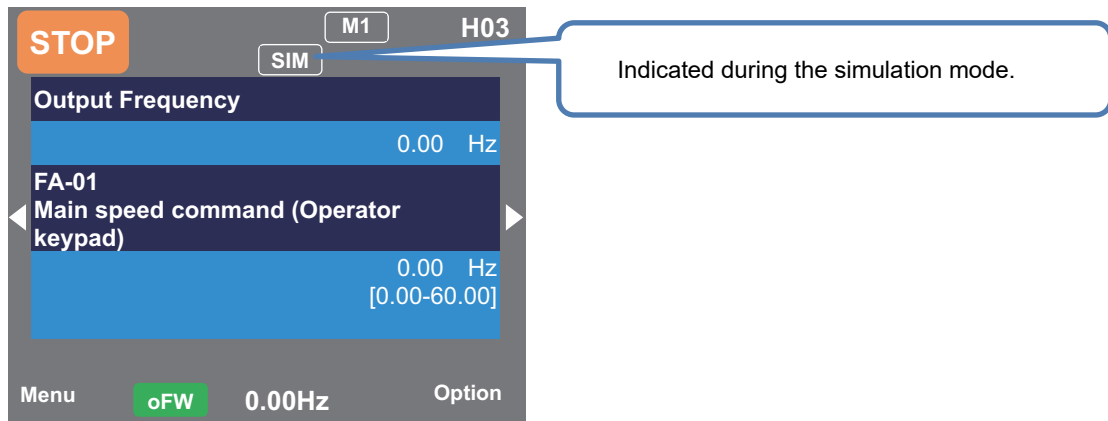 STOP
M1
H03
SIM
Indicated during the simulation mode.
Output Frequency
0.00 Hz
FA-01
Main speed command (Operator
keypad)
0.00 Hz
[0.00-60.00]
Menu
oFW
0.00Hz
Option